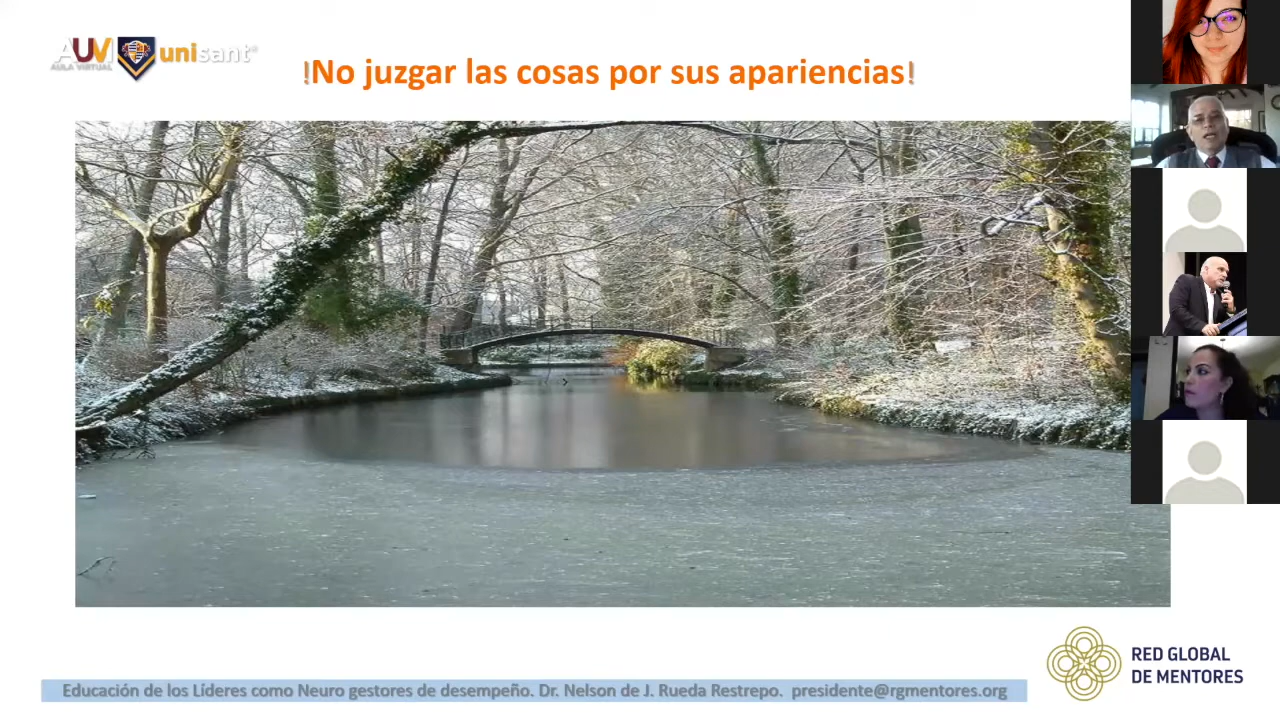 AUV
AULA VIRTUAL
unisant®
!No juzgar las cosas por sus apariencias!
RED GLOBAL
DE MENTORES
Educación de los Líderes como Neuro gestores de desempeño. Dr. Nelson de J. Rueda Restrepo. presidente@rgmentores.org